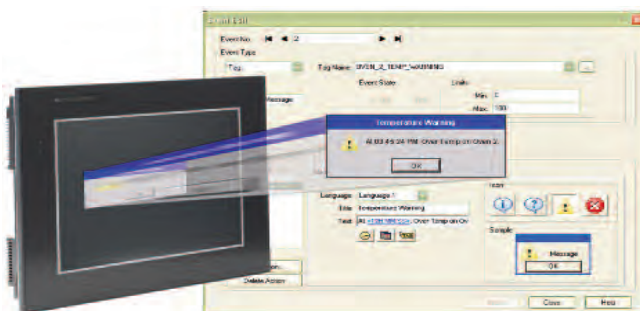 Event Edit
Event No. 2
Event Type
Tag Tag Name: OVEN_2_TEMP_WARNING ...
Event State Limits
Message Min: 0
Max: 100
Temperature Warning
At 03:45:24 PM Over Temp on Oven 2.
OK
Language: Language 1
Icon
Title: Temperature Warning
Text: Over Temp on Ov
Sample
Message
OK
Delete Action
Close Help